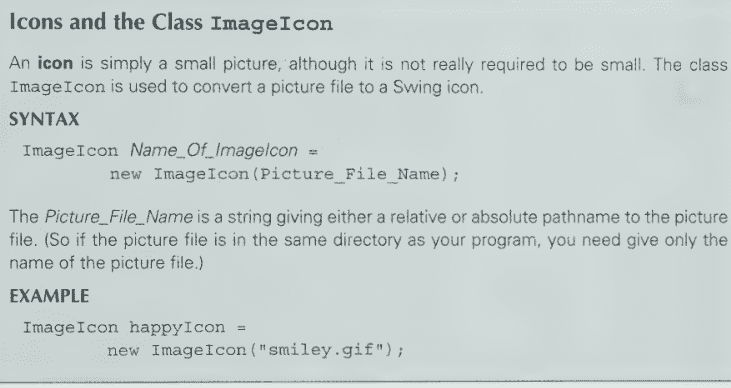 Icons and the Class ImageIcon
An icon is simply a small picture, although it is not really required to be small. The class
ImageIcon is used to convert a picture file to a Swing icon.
SYNTAX
ImageIcon Name_Of_ImageIcon =
new ImageIcon(Picture_File_Name);
The Picture_File_Name is a string giving either a relative or absolute pathname to the picture
file. (So if the picture file is in the same directory as your program, you need give only the
name of the picture file.)
EXAMPLE
ImageIcon happyIcon =
new ImageIcon("smiley.gif");